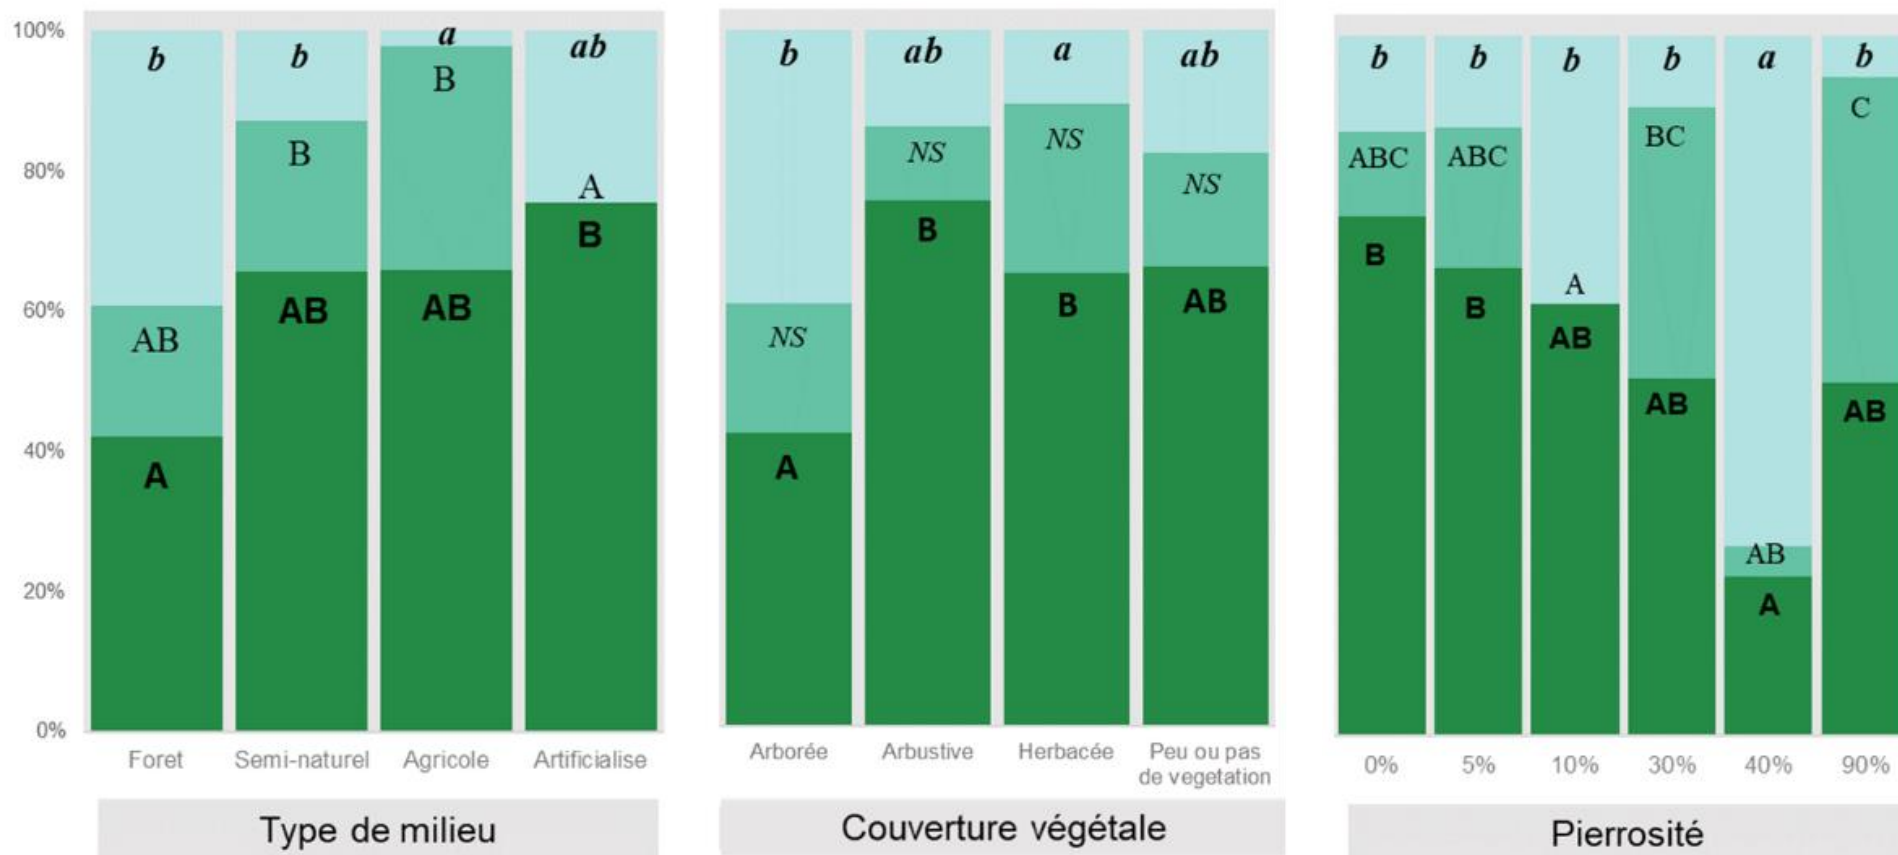 100%
80%
60%
40%
20%
0%
b
b
a
ab
B
B
A
AB
B
AB
AB
A
Foret
Semi-naturel
Agricole
Artificialise
Type de milieu
b
ab
a
ab
NS
NS
NS
NS
B
B
AB
A
Arborée
Arbustive
Herbacée
Peu ou pas
de vegetation
Couverture végétale
b
b
b
b
a
b
ABC
ABC
A
BC
AB
C
B
B
AB
AB
A
AB
0%
5%
10%
30%
40%
90%
Pierrosité